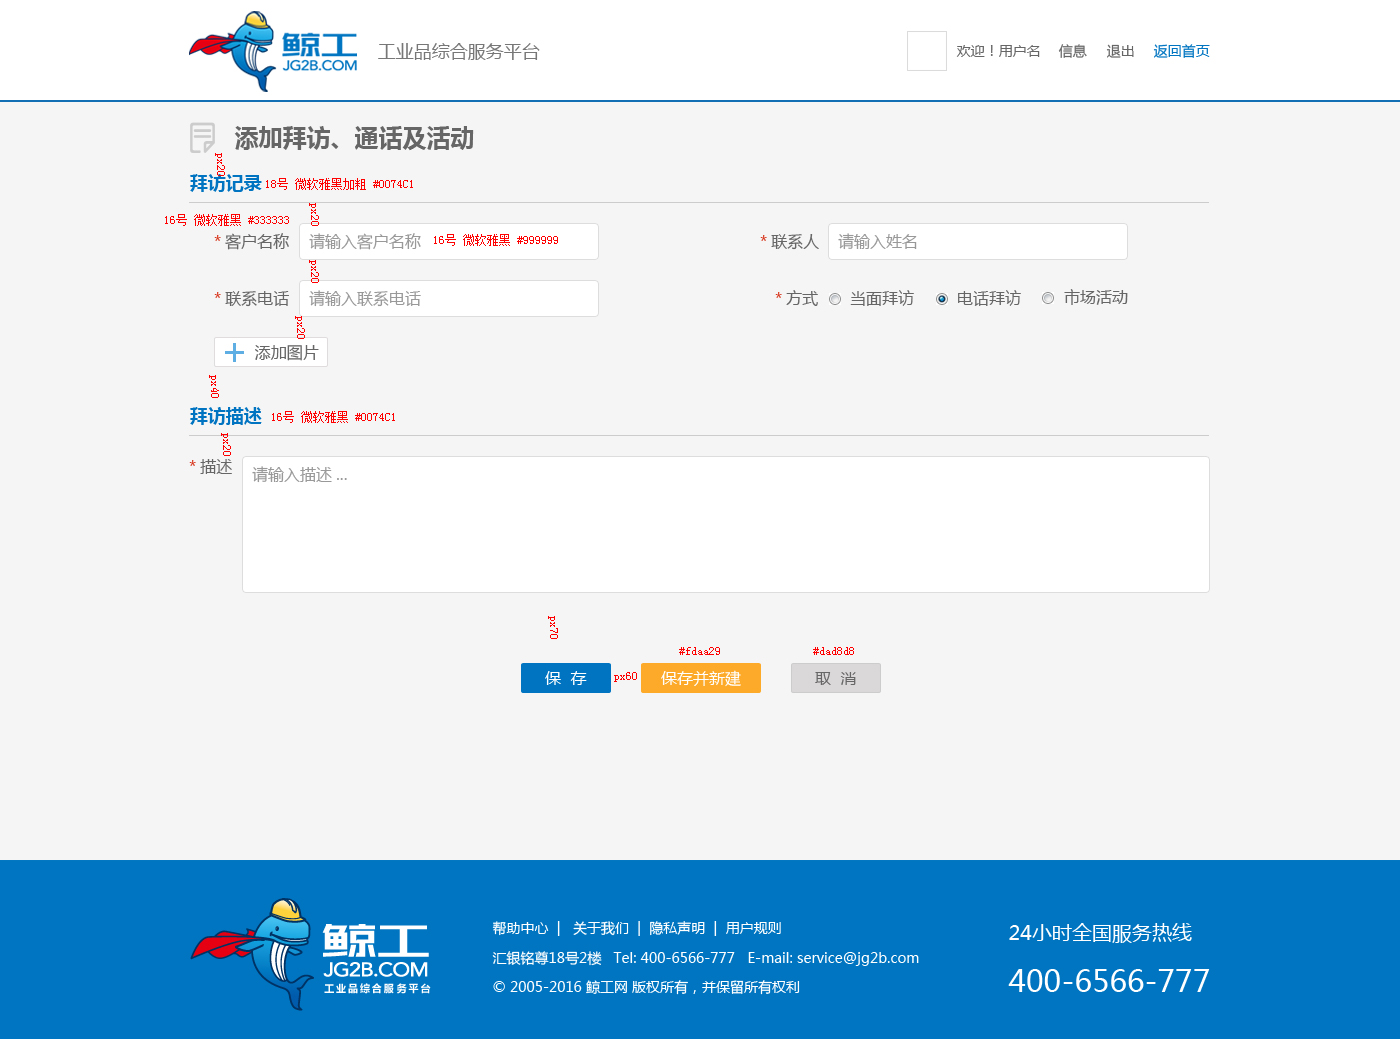 鲸工
JG2B.COM
工业品综合服务平台
欢迎！用户名 信息 退出 返回首页
添加拜访、通话及活动
px20
拜访记录 18号 微软雅黑加粗 #0074C1
16号 微软雅黑 #333333
px20
* 客户名称 请输入客户名称 16号 微软雅黑 #999999
* 联系人 请输入姓名
px20
* 联系电话 请输入联系电话
* 方式 当面拜访 电话拜访 市场活动
px20
添加图片
px40
拜访描述 16号 微软雅黑 #0074C1
px20
* 描述 请输入描述 ...
px70
#fdaa29 #dad8d8
保 存 px60 保存并新建 取 消
鲸工
JG2B.COM
工业品综合服务平台
帮助中心 | 关于我们 | 隐私声明 | 用户规则
汇银铭尊18号2楼 Tel: 400-6566-777 E-mail: service@jg2b.com
© 2005-2016 鲸工网 版权所有，并保留所有权利
24小时全国服务热线
400-6566-777